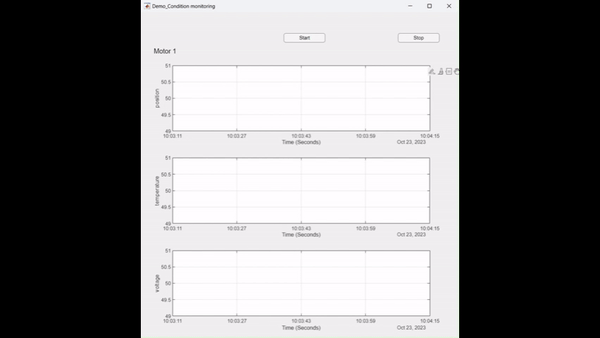 Demo_Condition monitoring
Start
Stop
Motor 1
51
50.5
50
49.5
49
position
10:03:11
10:03:27
10:03:43
10:03:59
10:04:15
Time (Seconds)
Oct 23, 2023
51
50.5
50
49.5
49
temperature
10:03:11
10:03:27
10:03:43
10:03:59
10:04:15
Time (Seconds)
Oct 23, 2023
51
50.5
50
49.5
49
voltage
10:03:11
10:03:27
10:03:43
10:03:59
10:04:15
Time (Seconds)
Oct 23, 2023